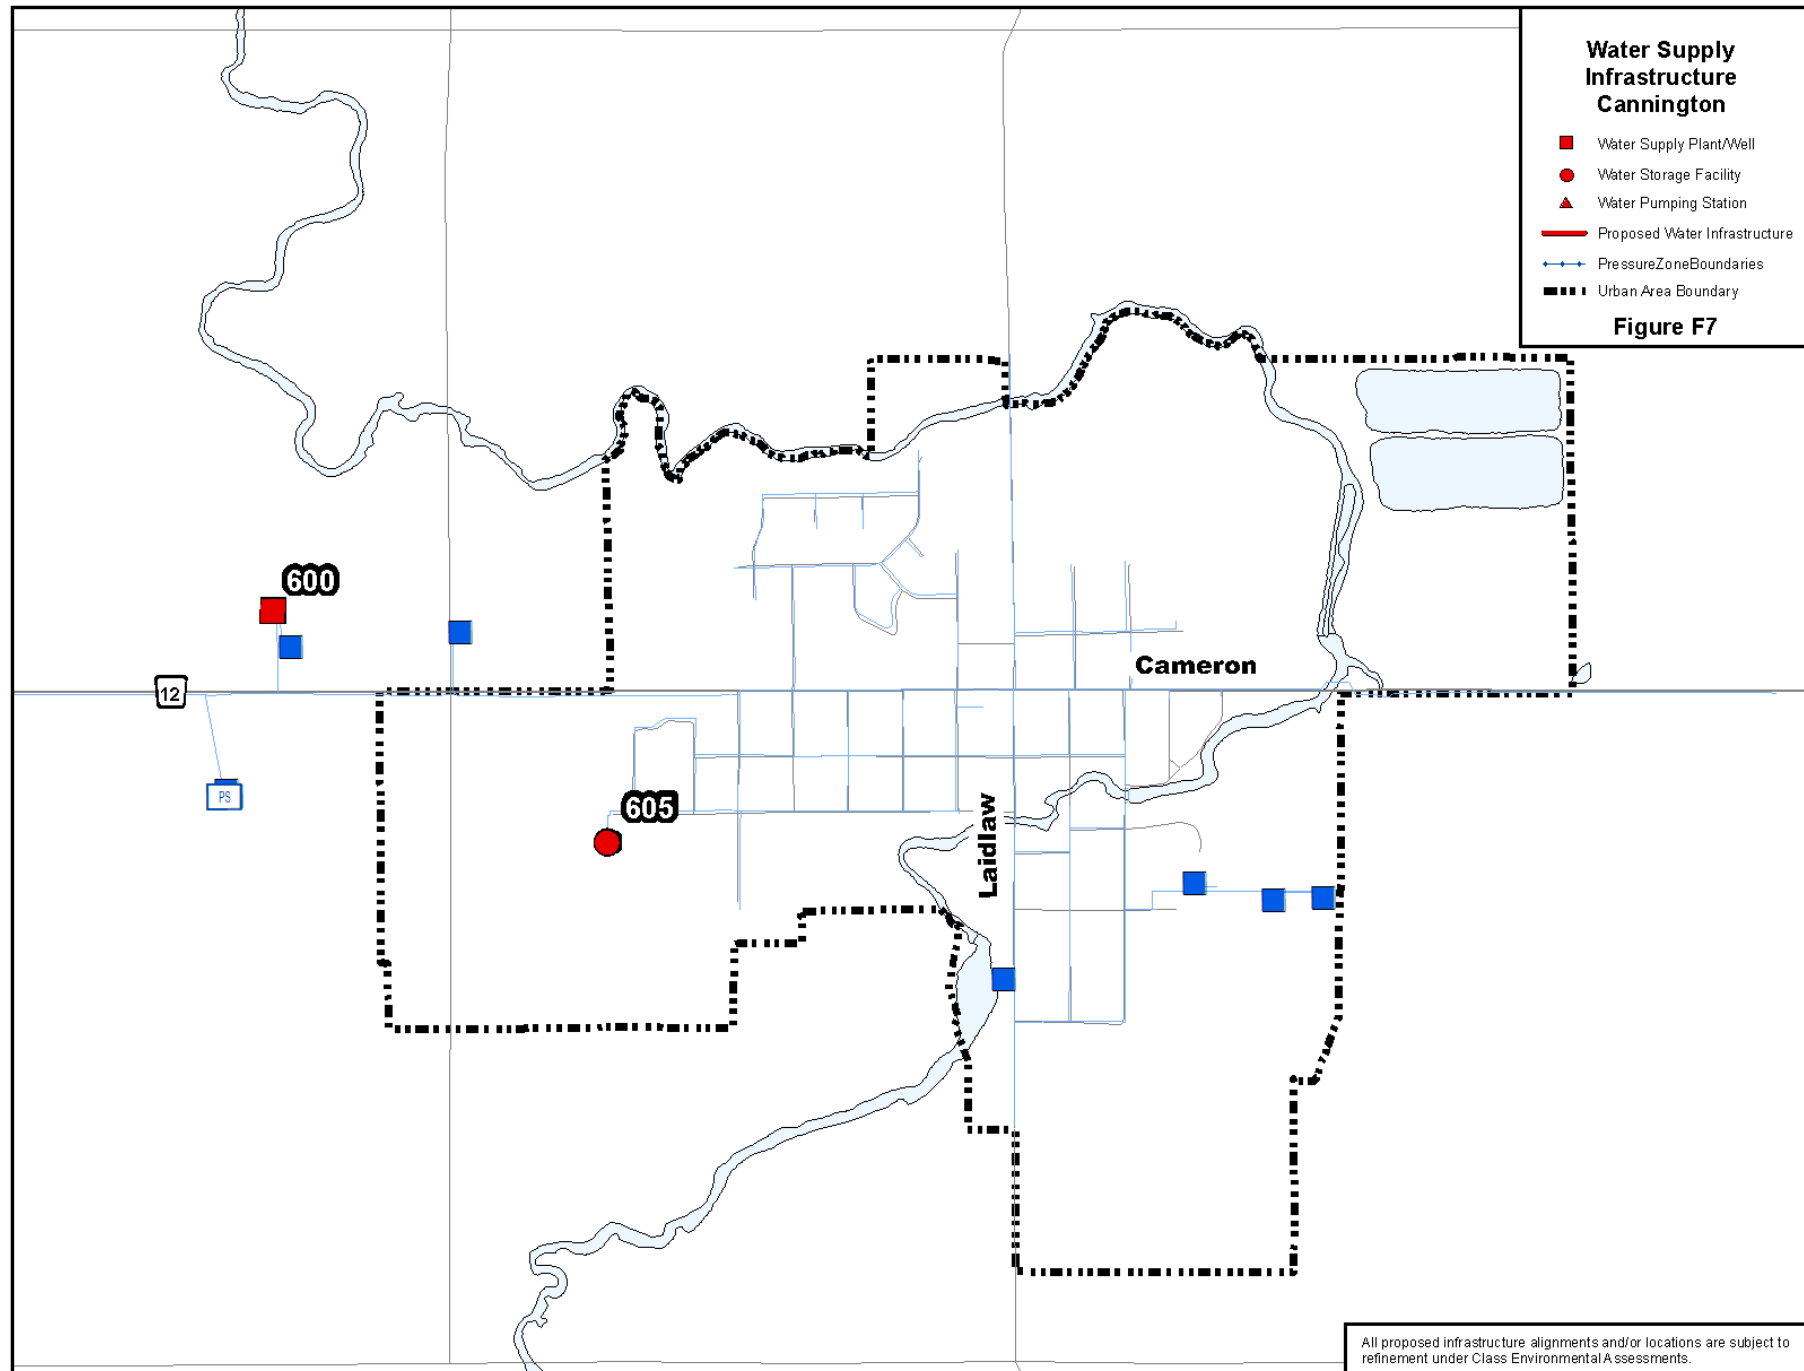 Water Supply
Infrastructure
Cannington
Water Supply Plant/Well
Water Storage Facility
Water Pumping Station
Proposed Water Infrastructure
PressureZoneBoundaries
Urban Area Boundary
Figure F7
600
Cameron
12
PS
605
Laidlaw
All proposed infrastructure alignments and/or locations are subject to
refinement under Class Environmental Assessments.